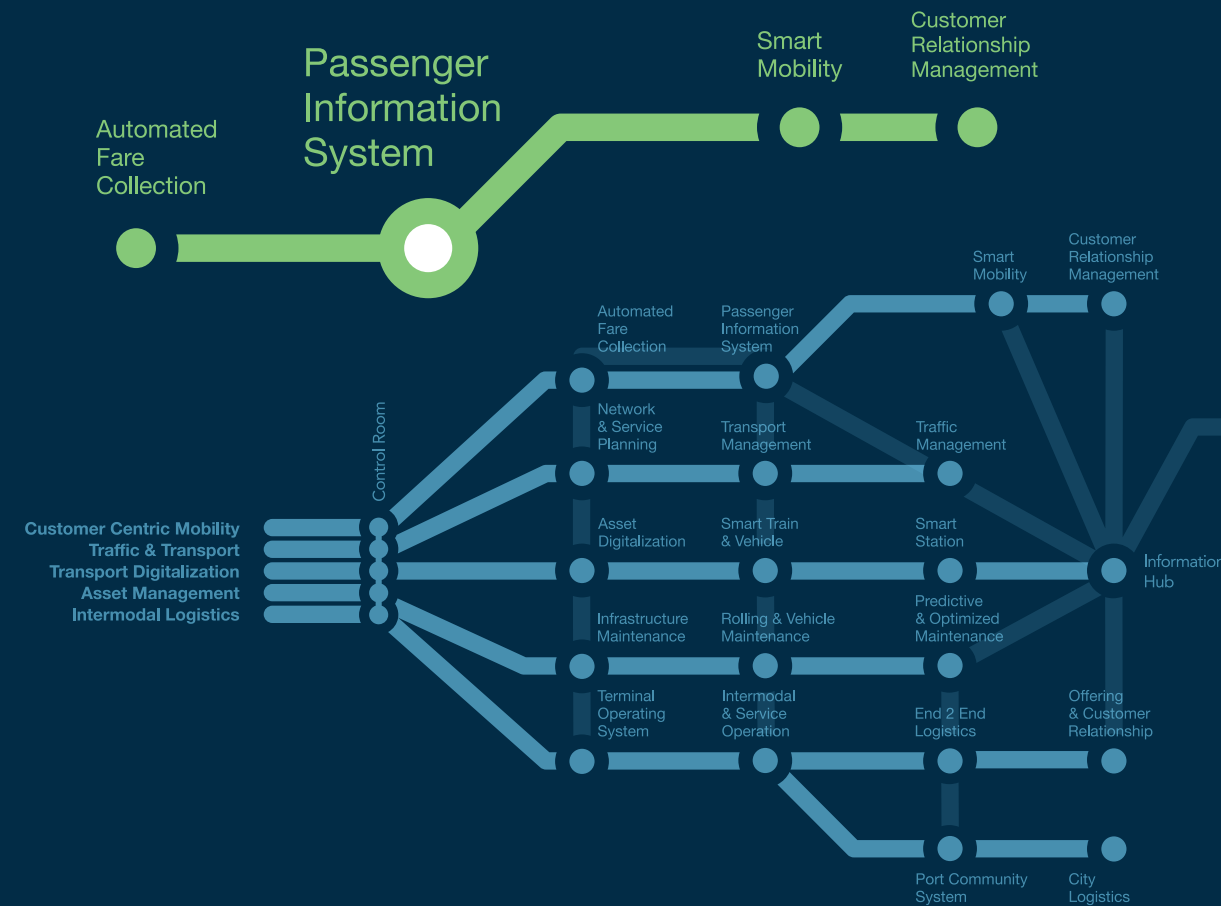 Automated
Fare
Collection
Passenger
Information
System
Smart
Mobility
Customer
Relationship
Management
Smart
Mobility
Customer
Relationship
Management
Automated
Fare
Collection
Passenger
Information
System
Control Room
Network
& Service
Planning
Transport
Management
Traffic
Management
Customer Centric Mobility
Traffic & Transport
Transport Digitalization
Asset Management
Intermodal Logistics
Asset
Digitalization
Smart Train
& Vehicle
Smart
Station
Information
Hub
Infrastructure
Maintenance
Rolling & Vehicle
Maintenance
Predictive
& Optimized
Maintenance
Terminal
Operating
System
Intermodal
& Service
Operation
End 2 End
Logistics
Offering
& Customer
Relationship
Port Community
System
City
Logistics